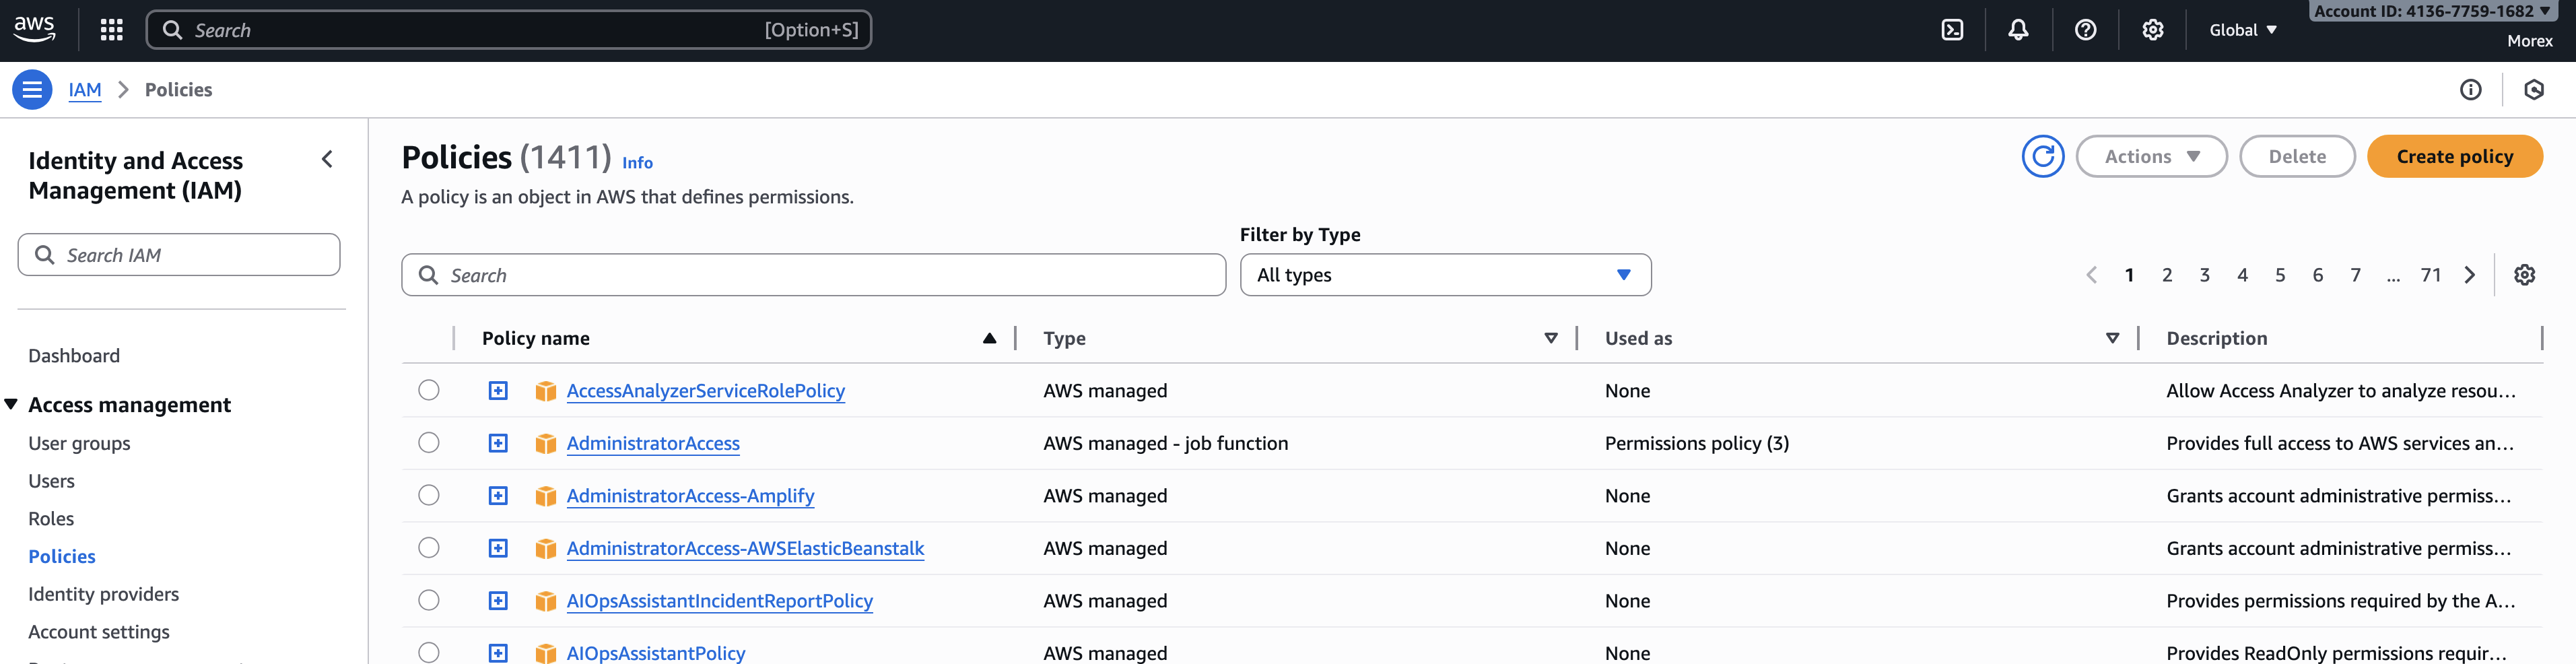 aws
Search [Option+S]
Global
Account ID: 4136-7759-1682
Morex
IAM
Policies
Identity and Access
Management (IAM)
Search IAM
Dashboard
Access management
User groups
Users
Roles
Policies
Identity providers
Account settings
Policies (1411) Info
A policy is an object in AWS that defines permissions.
Actions
Delete
Create policy
Filter by Type
Search
All types
1 2 3 4 5 6 7 ... 71
Policy name Type Used as Description
AccessAnalyzerServiceRolePolicy AWS managed None Allow Access Analyzer to analyze resou...
AdministratorAccess AWS managed - job function Permissions policy (3) Provides full access to AWS services an...
AdministratorAccess-Amplify AWS managed None Grants account administrative permiss...
AdministratorAccess-AWSElasticBeanstalk AWS managed None Grants account administrative permiss...
AIOpsAssistantIncidentReportPolicy AWS managed None Provides permissions required by the A...
AIOpsAssistantPolicy AWS managed None Provides ReadOnly permissions requir...